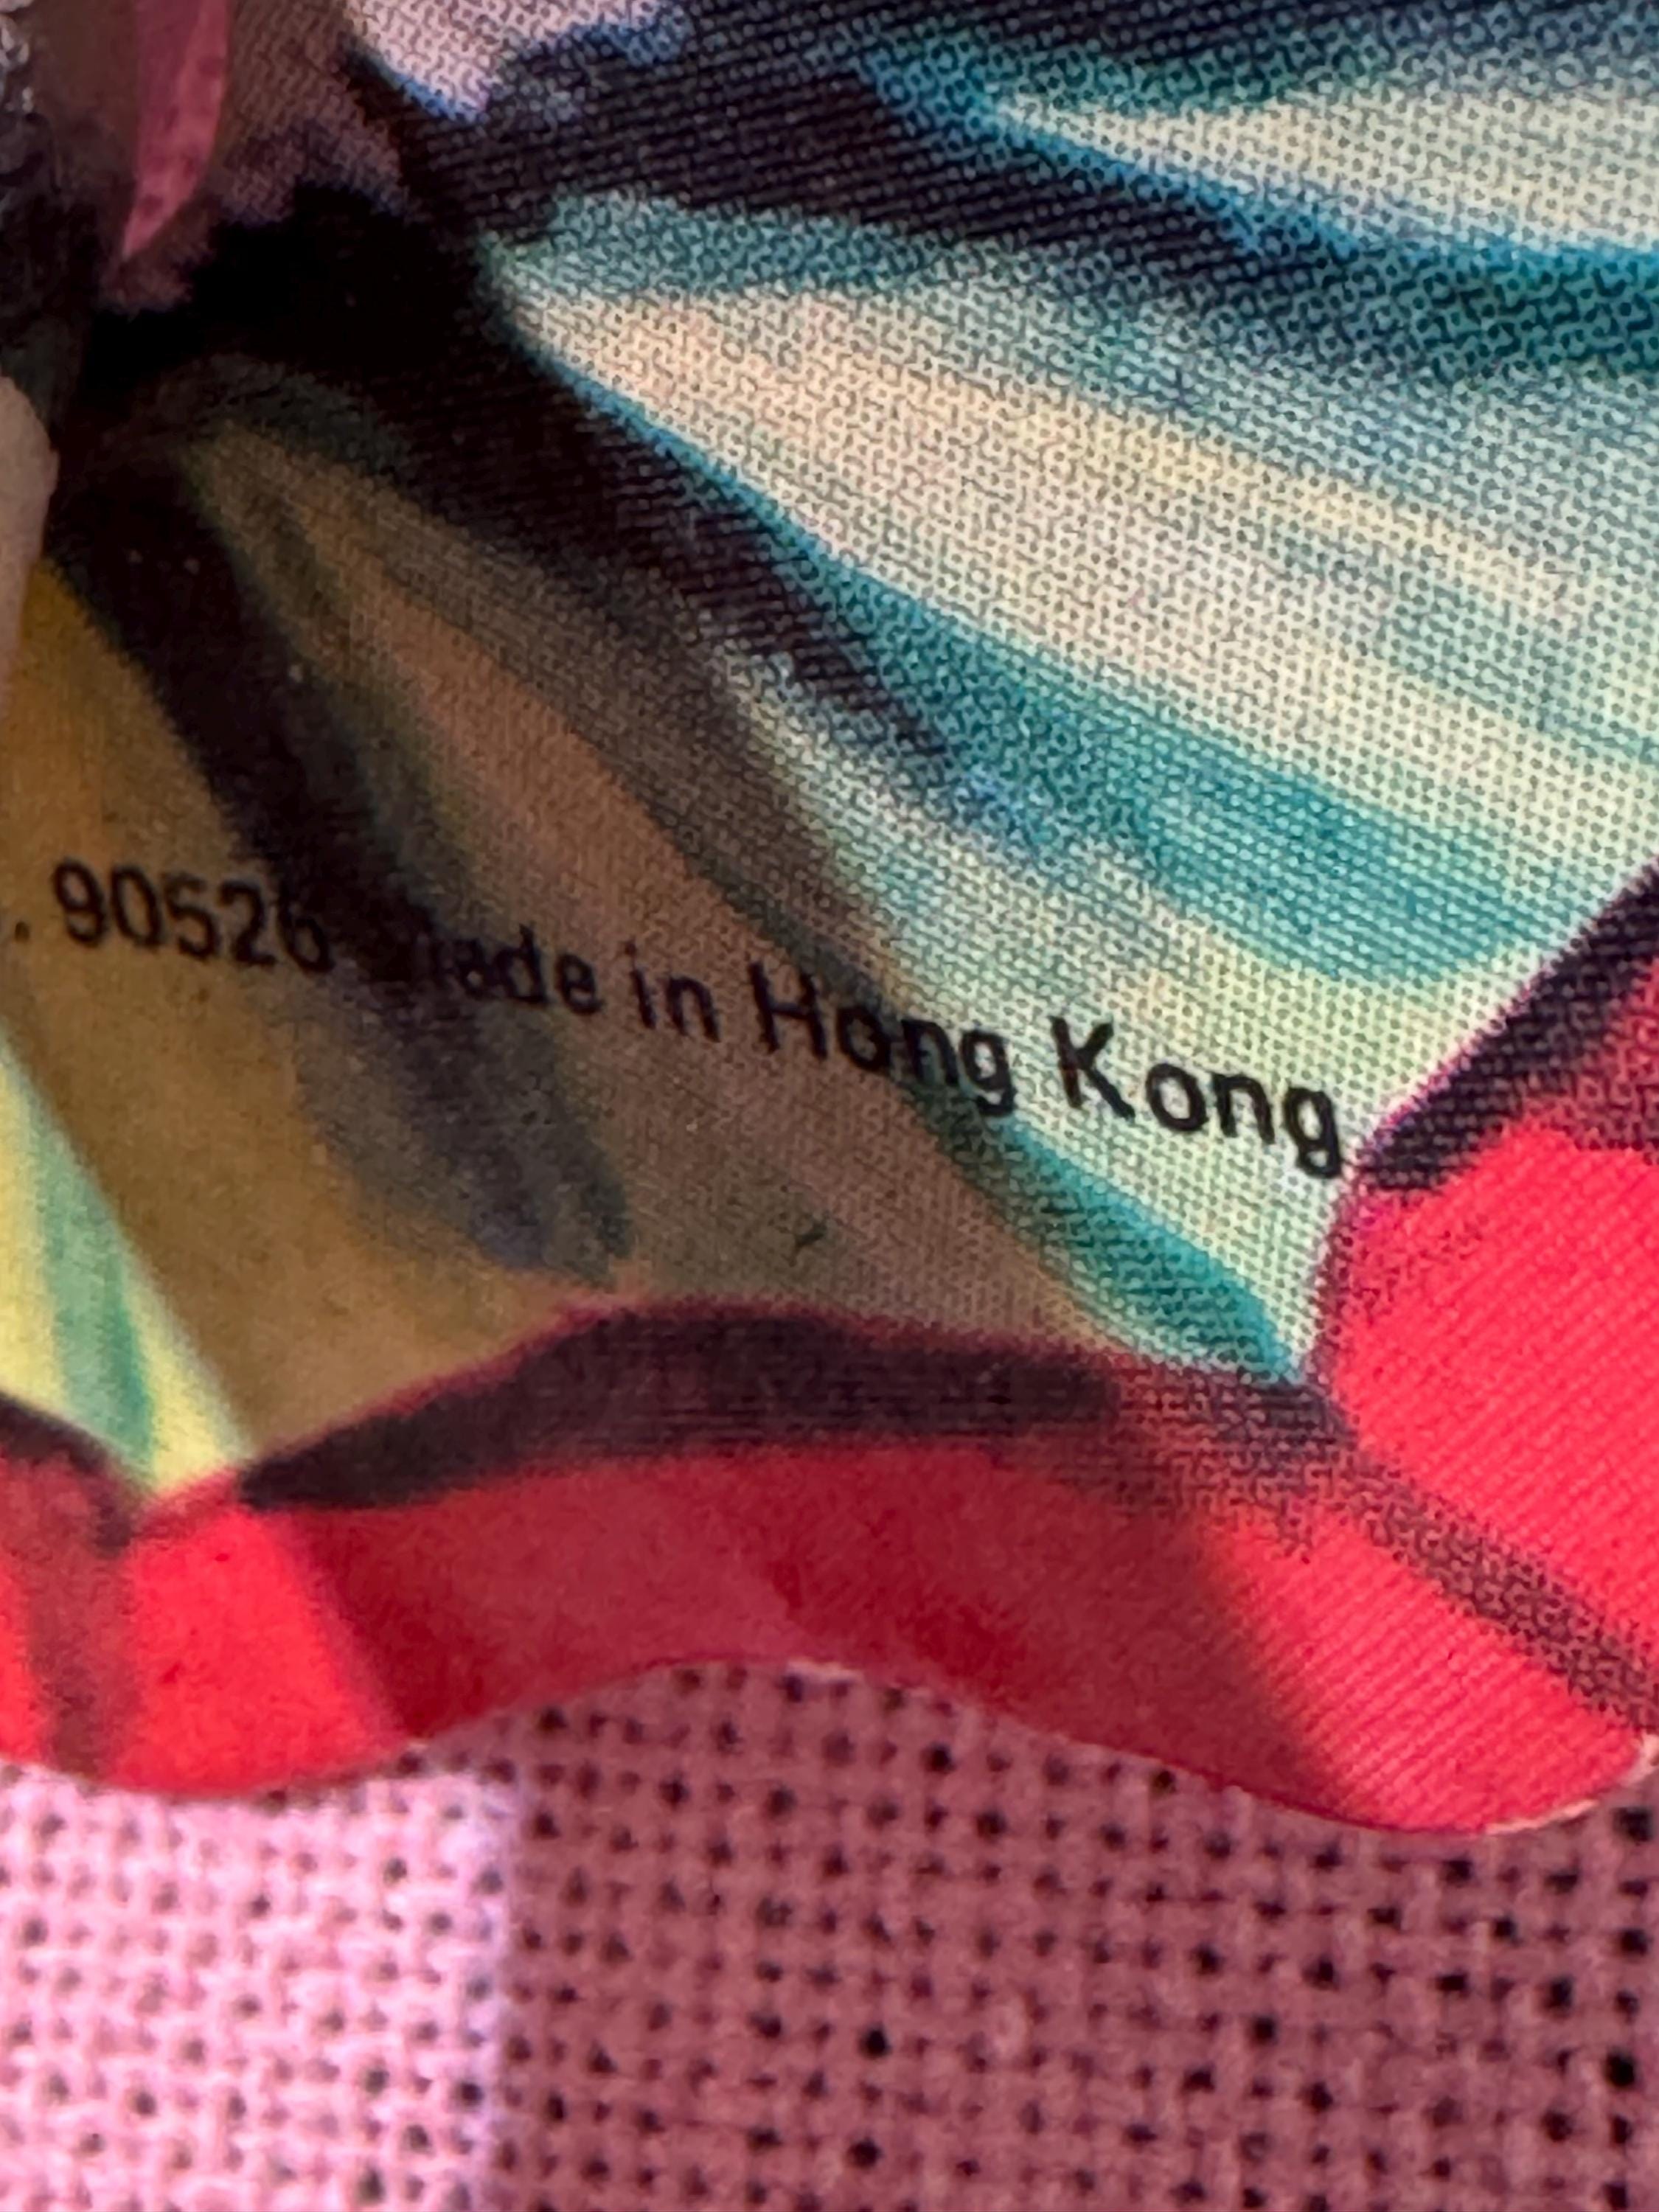 . 90526 Made in Hong Kong